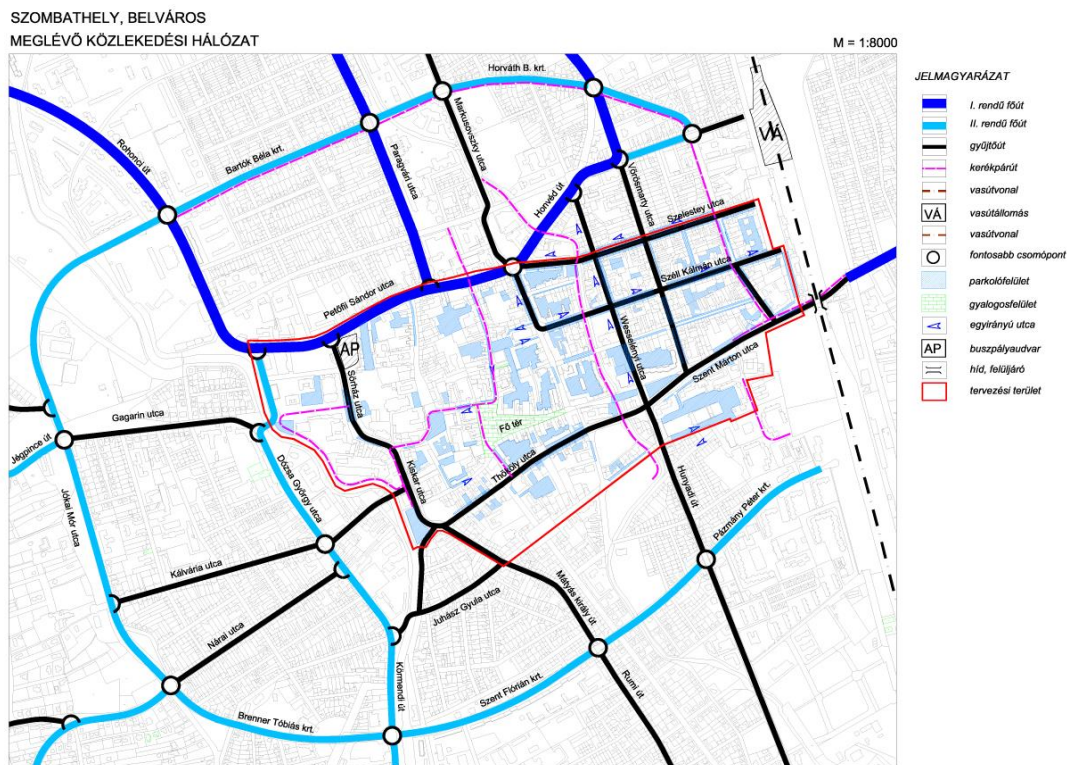 SZOMBATHELY, BELVÁROS
MEGLÉVŐ KÖZLEKEDÉSI HÁLÓZAT
M = 1:8000
Horváth B. krt.
Markusovszky utca
Rohonci út
Bartók Béla krt.
Paragvári utca
VÁ
Vörösmarty utca
Honvéd út
Szelestey utca
Széll Kálmán utca
Petőfi Sándor utca
AP
Sörház utca
Wesselényi utca
Szent Márton utca
Gagarin utca
Fő tér
Jégpince út
Dózsa György utca
Kiskar utca
Thököly utca
Jókai Mór utca
Hunyadi út
Pázmány Péter krt.
Kálvária utca
Mátyás király út
Juhász Gyula utca
Nárai utca
Körmendi út
Szent Flórián krt.
Rumi út
Brenner Tóbiás krt.
JELMAGYARÁZAT
I. rendű főút
II. rendű főút
gyűjtőút
kerékpárút
vasútvonal
VÁ vasútállomás
vasútvonal
fontosabb csomópont
parkolófelület
gyalogosfelület
egyirányú utca
AP buszpályaudvar
híd, felüljáró
tervezési terület